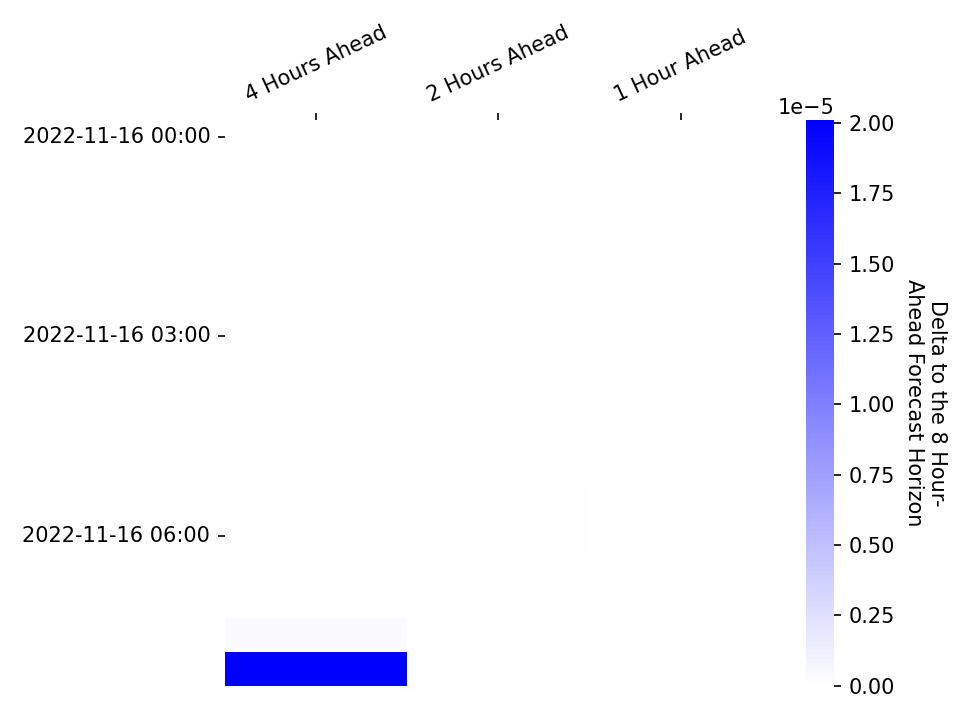 4 Hours Ahead
2 Hours Ahead
1 Hour Ahead
1e−5
2022-11-16 00:00
2022-11-16 03:00
2022-11-16 06:00
2.00
1.75
1.50
1.25
1.00
0.75
0.50
0.25
0.00
Delta to the 8 Hour-
Ahead Forecast Horizon